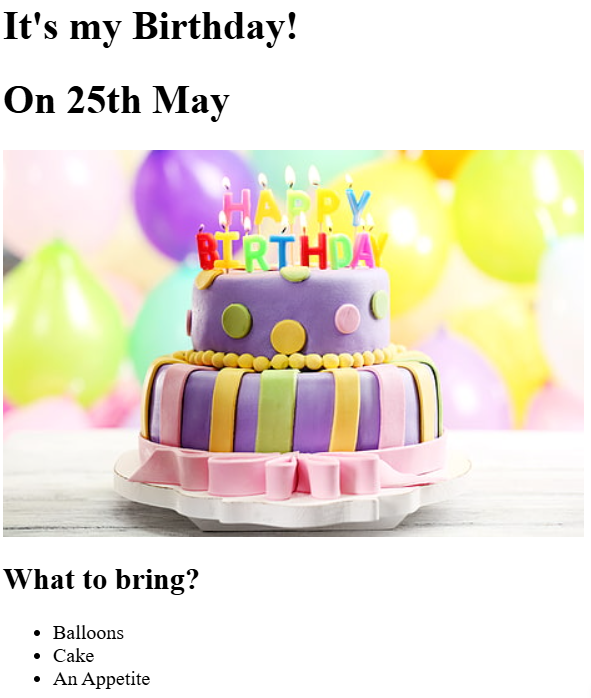 It's my Birthday!
On 25th May
HAPPY
BIRTHDAY
What to bring?
Balloons
Cake
An Appetite